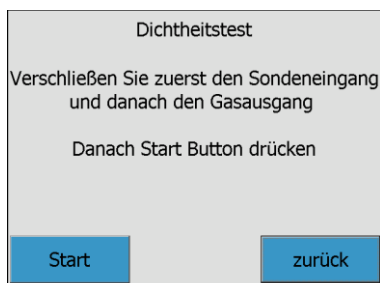 Dichtheitstest
Verschließen Sie zuerst den Sondeneingang
und danach den Gasausgang
Danach Start Button drücken
Start
zurück